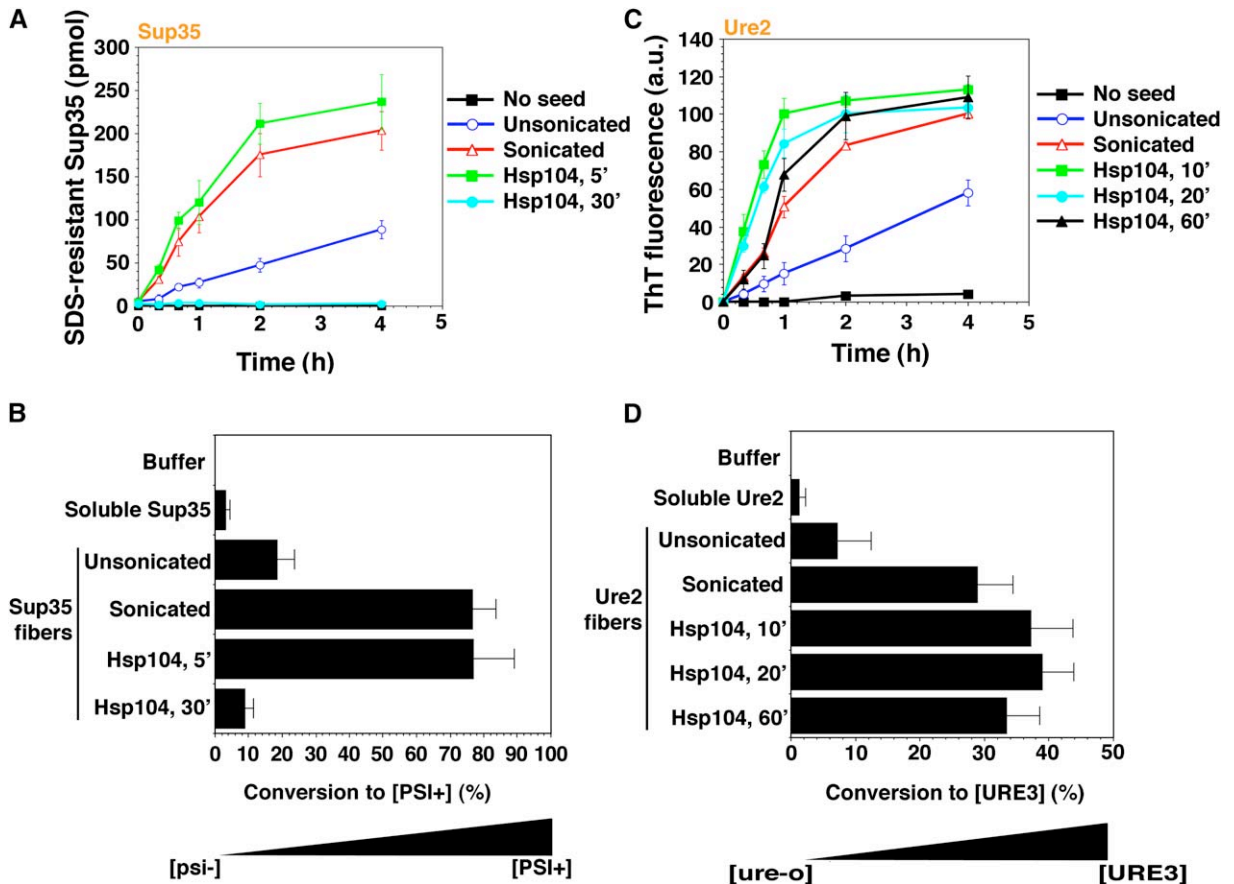 A
Sup35
SDS-resistant Sup35 (pmol)
300
250
200
150
100
50
0
0 1 2 3 4 5
Time (h)
No seed
Unsonicated
Sonicated
Hsp104, 5'
Hsp104, 30'
C
Ure2
ThT fluorescence (a.u.)
140
120
100
80
60
40
20
0
0 1 2 3 4 5
Time (h)
No seed
Unsonicated
Sonicated
Hsp104, 10'
Hsp104, 20'
Hsp104, 60'
B
Buffer
Soluble Sup35
Unsonicated
Sonicated
Hsp104, 5'
Hsp104, 30'
Sup35
fibers
0 10 20 30 40 50 60 70 80 90 100
Conversion to [PSI+] (%)
[psi-] [PSI+]
D
Buffer
Soluble Ure2
Unsonicated
Sonicated
Hsp104, 10'
Hsp104, 20'
Hsp104, 60'
Ure2
fibers
0 10 20 30 40 50
Conversion to [URE3] (%)
[ure-o] [URE3]